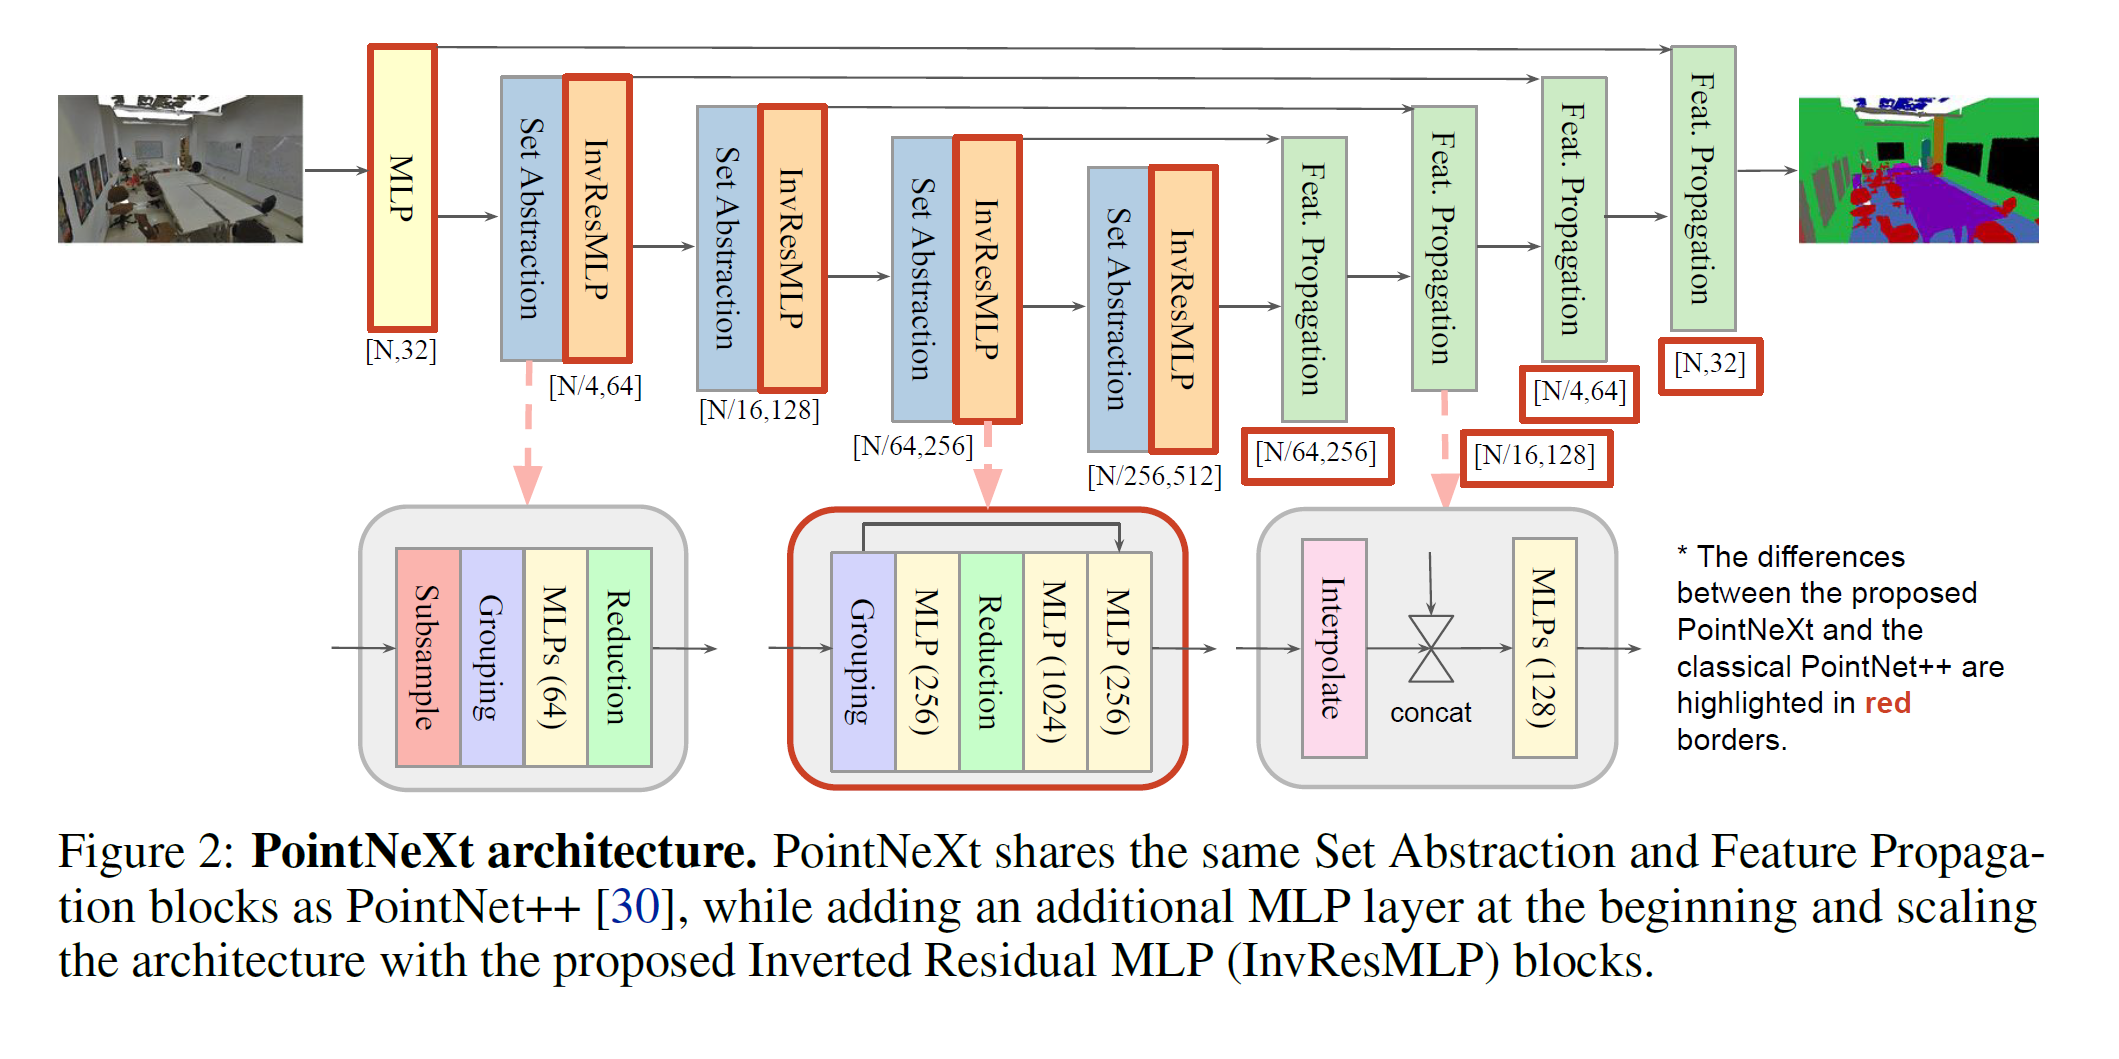 MLP
[N,32]
Set Abstraction
InvResMLP
[N/4,64]
Set Abstraction
InvResMLP
[N/16,128]
Set Abstraction
InvResMLP
[N/64,256]
Set Abstraction
InvResMLP
[N/256,512]
Feat. Propagation
[N/64,256]
Feat. Propagation
[N/16,128]
Feat. Propagation
[N/4,64]
Feat. Propagation
[N,32]
Subsample
Grouping
MLPs (64)
Reduction
Grouping
MLP (256)
Reduction
MLP (1024)
MLP (256)
Interpolate
concat
MLPs (128)
* The differences
between the proposed
PointNeXt and the
classical PointNet++ are
highlighted in red
borders.
Figure 2: PointNeXt architecture. PointNeXt shares the same Set Abstraction and Feature Propaga-
tion blocks as PointNet++ [30], while adding an additional MLP layer at the beginning and scaling
the architecture with the proposed Inverted Residual MLP (InvResMLP) blocks.